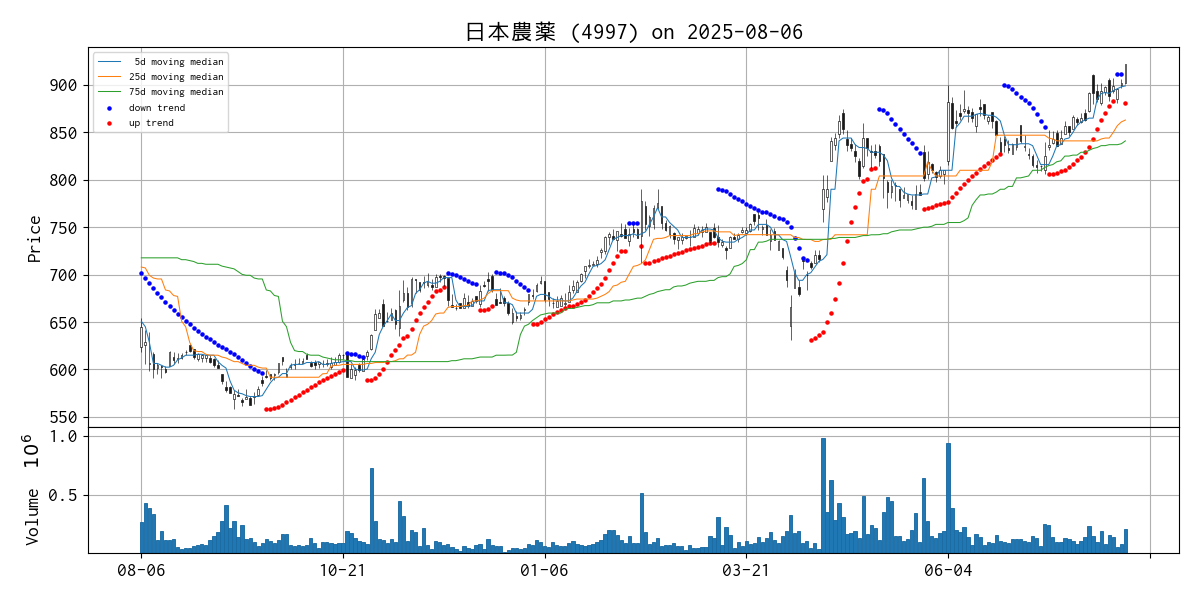 日本農薬 (4997) on 2025-08-06
5d moving median
25d moving median
75d moving median
down trend
up trend
Price
900
850
800
750
700
650
600
550
Volume 10^6
1.0
0.5
08-06
10-21
01-06
03-21
06-04